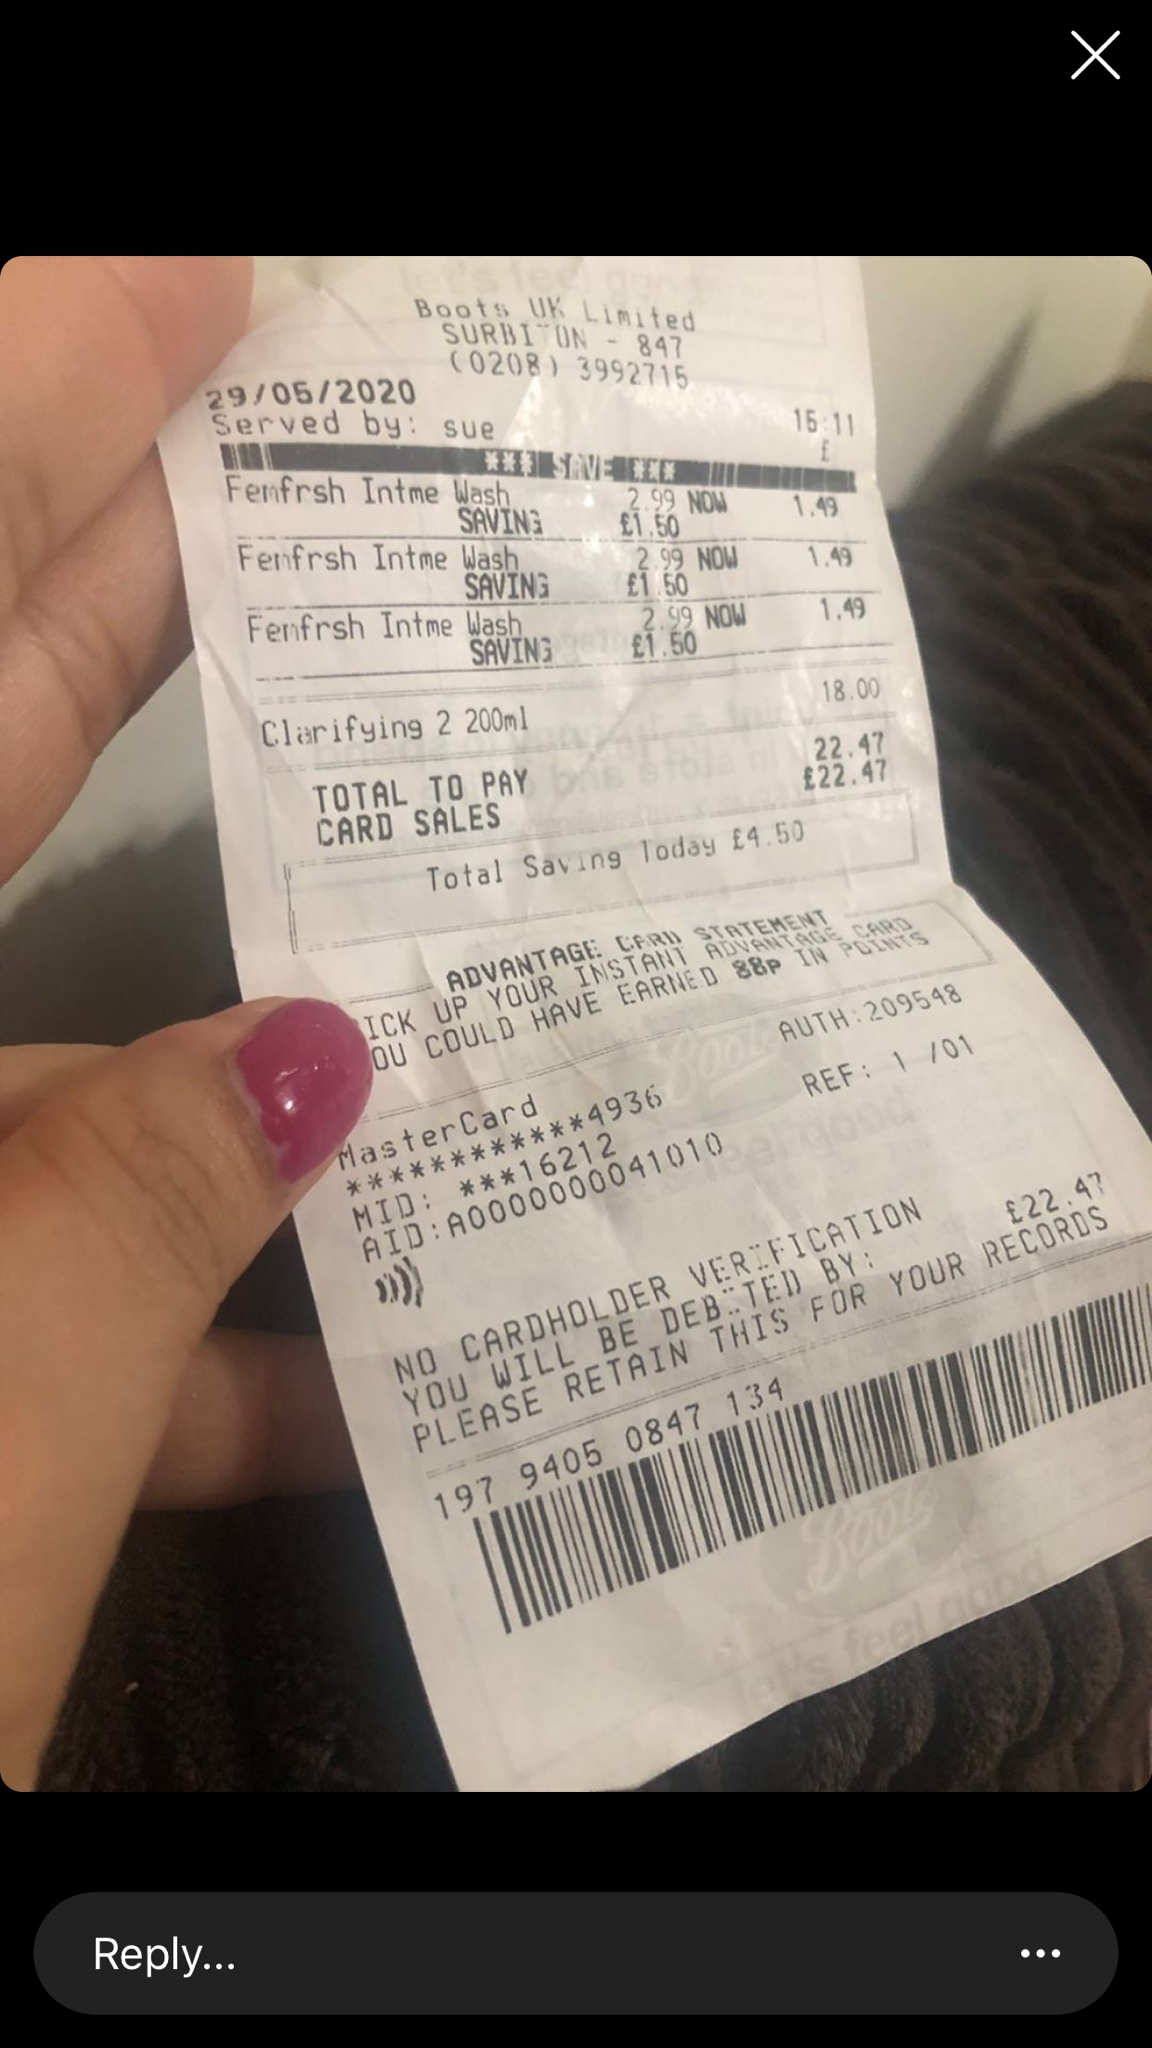 Boots UK Limited
SURBITON - 847
(0208) 3992715
29/05/2020 15:11
Served by: sue £
*** SAVE ***
Femfrsh Intme Wash 2.99 NOW 1.49
SAVING £1.50
Femfrsh Intme Wash 2.99 NOW 1.49
SAVING £1.50
Femfrsh Intme Wash 2.99 NOW 1.49
SAVING £1.50
Clarifying 2 200ml 18.00
TOTAL TO PAY 22.47
CARD SALES £22.47
Total Saving Today £4.50
ADVANTAGE CARD STATEMENT
ICK UP YOUR INSTANT ADVANTAGE CARD
OU COULD HAVE EARNED 88p IN POINTS
AUTH:209548
MasterCard REF: 1 /01
************4936
MID: ***16212
AID:A0000000041010
NO CARDHOLDER VERIFICATION
YOU WILL BE DEBITED BY: £22.47
PLEASE RETAIN THIS FOR YOUR RECORDS
197 9405 0847 134
Boots
let's feel good
Reply...